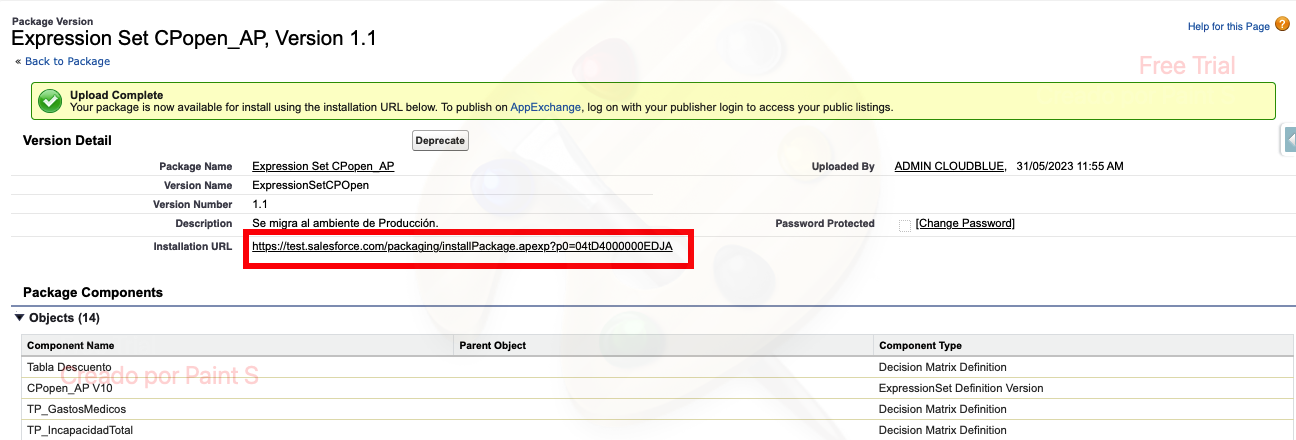 Package Version
Expression Set CPopen_AP, Version 1.1
Help for this Page ?
« Back to Package
Free Trial
Upload Complete
Your package is now available for install using the installation URL below. To publish on AppExchange, log on with your publisher login to access your public listings.
Version Detail
Deprecate
Package Name Expression Set CPopen_AP
Uploaded By ADMIN CLOUDBLUE, 31/05/2023 11:55 AM
Version Name ExpressionSetCPOpen
Version Number 1.1
Description Se migra al ambiente de Producción.
Password Protected [Change Password]
Installation URL https://test.salesforce.com/packaging/installPackage.apexp?p0=04tD4000000EDJA
Package Components
Objects (14)
Component Name Parent Object Component Type
Tabla Descuento Decision Matrix Definition
Creado por Paint S
CPopen_AP V10 ExpressionSet Definition Version
TP_GastosMedicos Decision Matrix Definition
TP_IncapacidadTotal Decision Matrix Definition